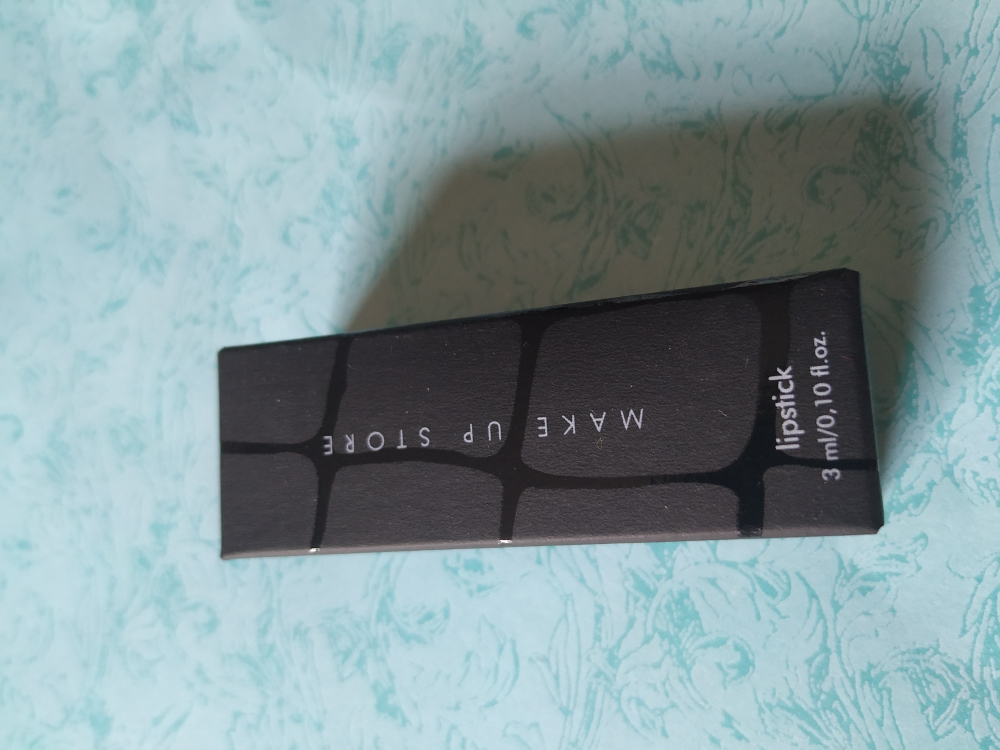 MAKE UP STORE
lipstick
3 ml/0,10 fl.oz.